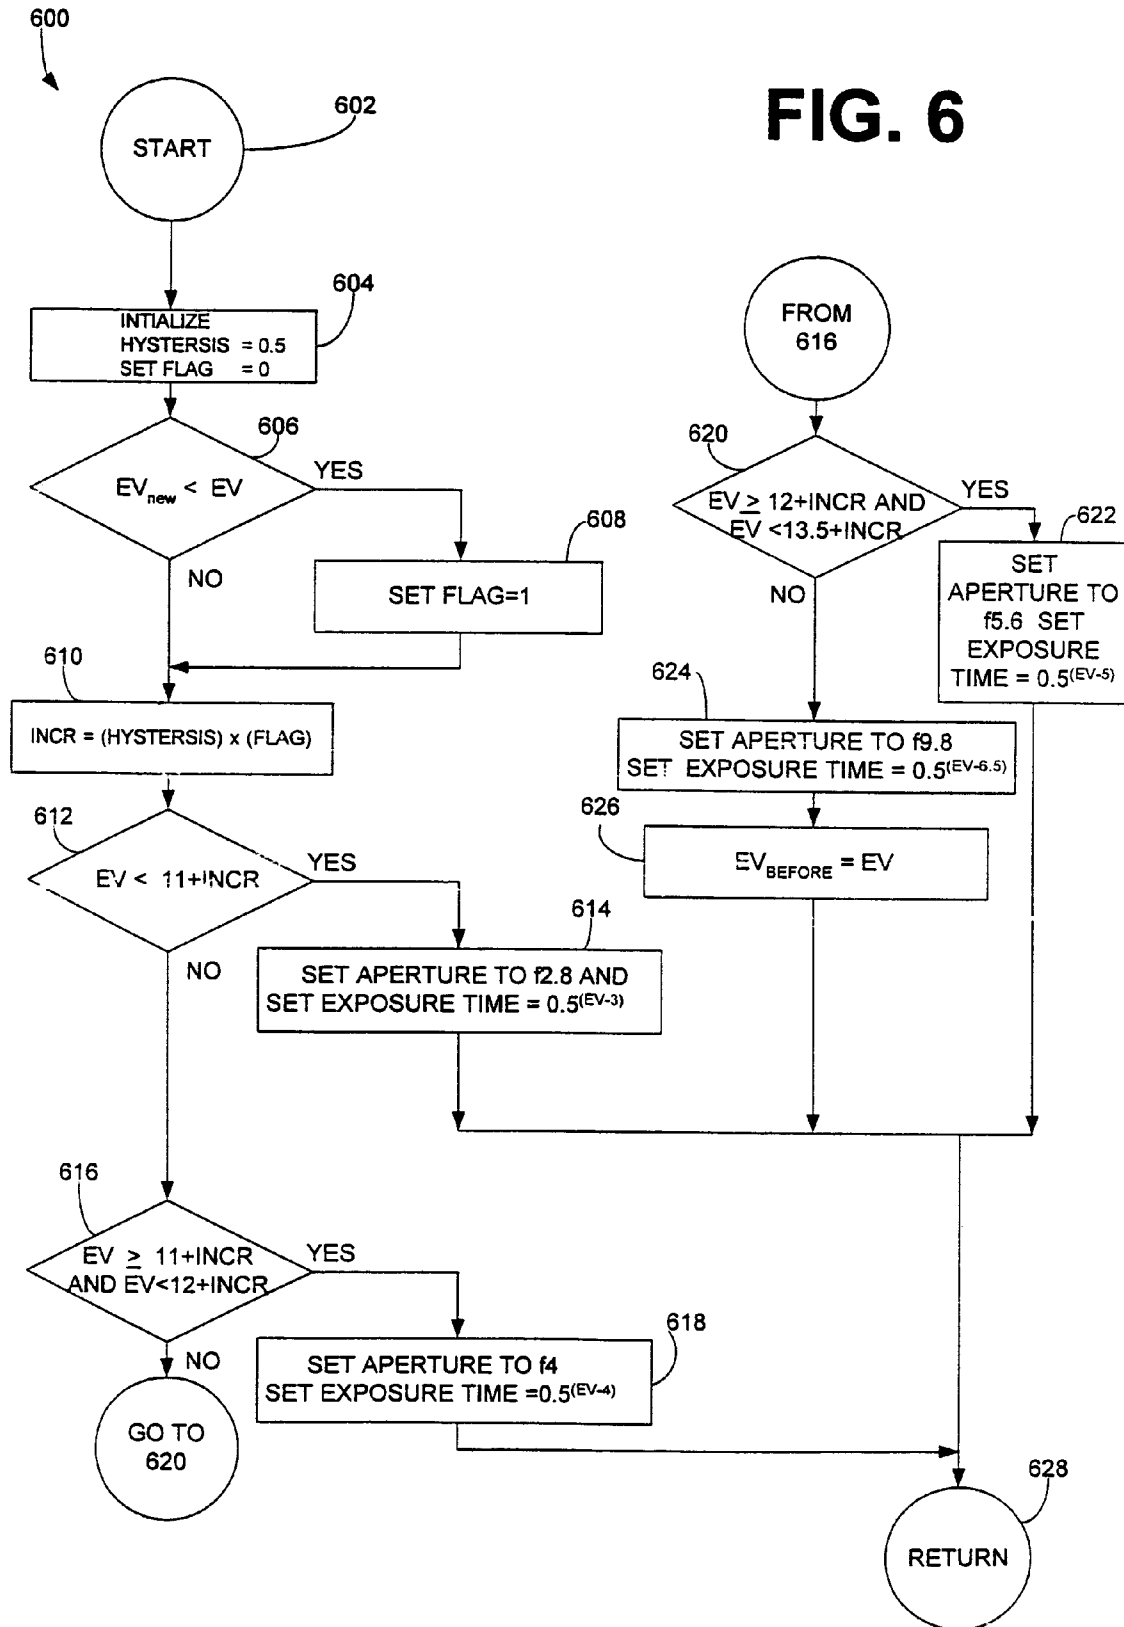 600
602
FIG. 6
START
604
INTIALIZE
HYSTERSIS = 0.5
SET FLAG = 0
606
EVnew < EV
YES
NO
608
SET FLAG=1
610
INCR = (HYSTERSIS) x (FLAG)
612
EV < 11+INCR
YES
NO
614
SET APERTURE TO f2.8 AND
SET EXPOSURE TIME = 0.5(EV-3)
616
EV ≥ 11+INCR
AND EV<12+INCR
YES
NO
618
SET APERTURE TO f4
SET EXPOSURE TIME =0.5(EV-4)
GO TO
620
FROM
616
620
EV ≥ 12+INCR AND
EV <13.5+INCR
YES
NO
622
SET
APERTURE TO
f5.6 SET
EXPOSURE
TIME = 0.5(EV-5)
624
SET APERTURE TO f9.8
SET EXPOSURE TIME = 0.5(EV-6.5)
626
EVBEFORE = EV
628
RETURN